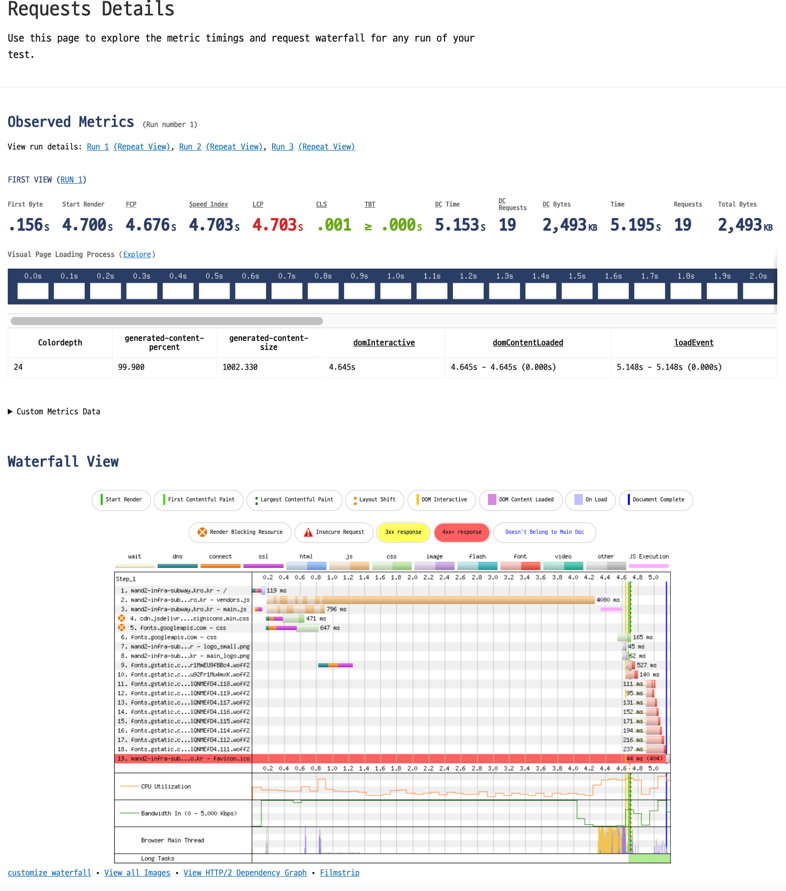 Requests Details
Use this page to explore the metric timings and request waterfall for any run of your
test.
Observed Metrics (Run number 1)
View run details: Run 1 (Repeat View), Run 2 (Repeat View), Run 3 (Repeat View)
FIRST VIEW (RUN 1)
First Byte Start Render FCP Speed Index LCP CLS TBT DC Time DC Requests DC Bytes Time Requests Total Bytes
.156s 4.700s 4.676s 4.703s 4.703s .001 ≥ .000s 5.153s 19 2,493KB 5.195s 19 2,493KB
Visual Page Loading Process (Explore)
0.0s 0.1s 0.2s 0.3s 0.4s 0.5s 0.6s 0.7s 0.8s 0.9s 1.0s 1.1s 1.2s 1.3s 1.4s 1.5s 1.6s 1.7s 1.8s 1.9s 2.0s
Colordepth generated-content-percent generated-content-size domInteractive domContentLoaded loadEvent
24 99.900 1002.330 4.645s 4.645s - 4.645s (0.000s) 5.148s - 5.148s (0.000s)
▶ Custom Metrics Data
Waterfall View
Start Render First Contentful Paint Largest Contentful Paint Layout Shift DOM Interactive DOM Content Loaded On Load Document Complete
Render Blocking Resource Insecure Request 3xx response 4xx+ response Doesn't Belong to Main Doc
wait dns connect ssl html js css image flash font video other JS Execution
Step_1 0.2 0.4 0.6 0.8 1.0 1.2 1.4 1.6 1.8 2.0 2.2 2.4 2.6 2.8 3.0 3.2 3.4 3.6 3.8 4.0 4.2 4.4 4.6 4.8 5.0
1. mand2-infra-subway.kro.kr - / 119 ms
2. mand2-infra-sub...ro.kr - vendors.js 4080 ms
3. mand2-infra-subway.kro.kr - main.js 796 ms
4. cdn.jsdelivr....signicons.min.css 471 ms
5. fonts.googleapis.com - css 647 ms
6. fonts.googleapis.com - css 165 ms
7. mand2-infra-sub...r - logo_small.png 45 ms
8. mand2-infra-sub....kr - main_logo.png 62 ms
9. fonts.gstatic.c...r1MwEU9FBBc4.woff2 527 ms
10. fonts.gstatic.c... 140 ms
11. fonts.gstatic.c...lQNMEfD4.118.woff2 111 ms
12. fonts.gstatic.c...lQNMEfD4.119.woff2 95 ms
13. fonts.gstatic.c...lQNMEfD4.117.woff2 131 ms
14. fonts.gstatic.c...lQNMEfD4.116.woff2 152 ms
15. fonts.gstatic.c...lQNMEfD4.115.woff2 171 ms
16. fonts.gstatic.c...lQNMEfD4.114.woff2 194 ms
17. fonts.gstatic.c...lQNMEfD4.112.woff2 216 ms
18. fonts.gstatic.c...lQNMEfD4.111.woff2 237 ms
19. mand2-infra-sub...o.kr - favicon.ico 44 ms (404)
0.2 0.4 0.6 0.8 1.0 1.2 1.4 1.6 1.8 2.0 2.2 2.4 2.6 2.8 3.0 3.2 3.4 3.6 3.8 4.0 4.2 4.4 4.6 4.8 5.0
CPU Utilization
Bandwidth In (0 - 5,000 Kbps)
Browser Main Thread
Long Tasks
customize waterfall • View all Images • View HTTP/2 Dependency Graph • Filmstrip